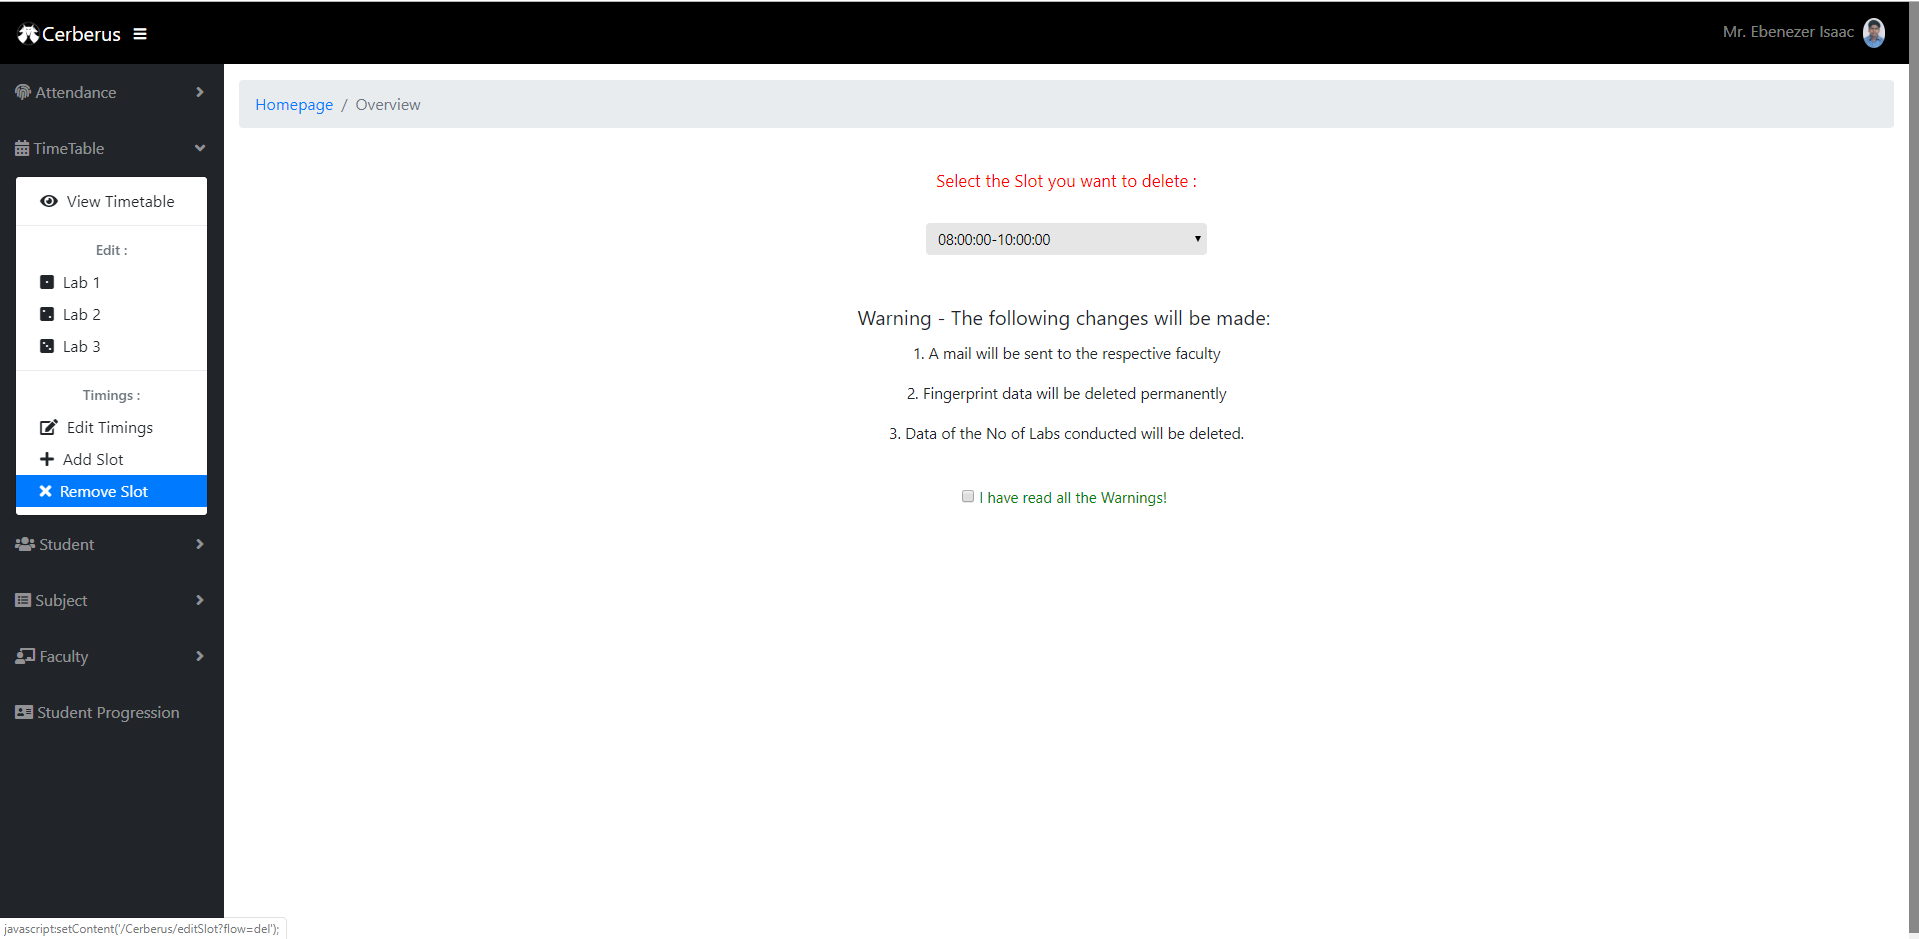 Cerberus
Mr. Ebenezer Isaac
Attendance
TimeTable
View Timetable
Edit :
Lab 1
Lab 2
Lab 3
Timings :
Edit Timings
Add Slot
Remove Slot
Student
Subject
Faculty
Student Progression
Homepage / Overview
Select the Slot you want to delete :
08:00:00-10:00:00
Warning - The following changes will be made:
1. A mail will be sent to the respective faculty
2. Fingerprint data will be deleted permanently
3. Data of the No of Labs conducted will be deleted.
I have read all the Warnings!
javascript:setContent('/Cerberus/editSlot?flow=del');